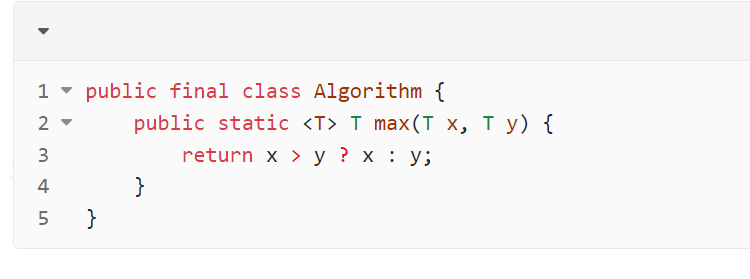 1 public final class Algorithm {
2 public static <T> T max(T x, T y) {
3 return x > y ? x : y;
4 }
5 }